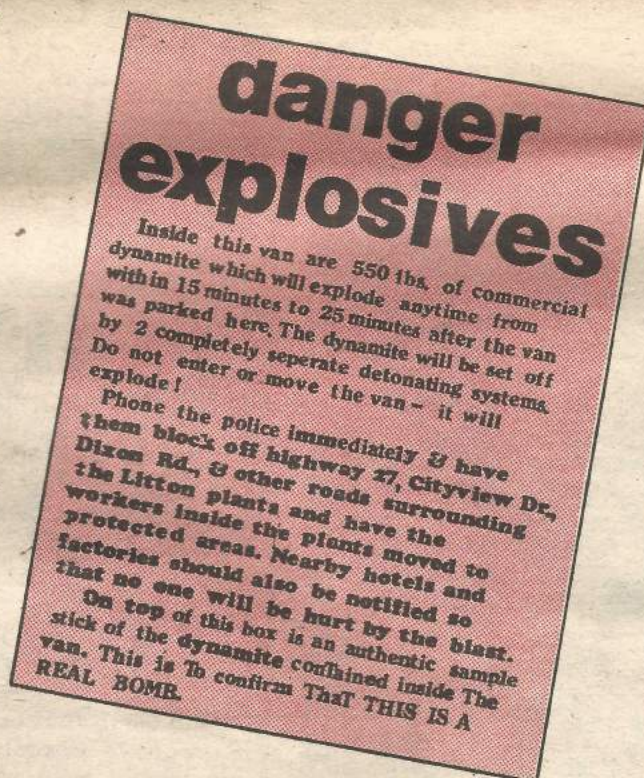 danger
explosives
Inside this van are 550 lbs. of commercial
dynamite which will explode anytime from
within 15 minutes to 25 minutes after the van
was parked here. The dynamite will be set off
by 2 completely seperate detonating systems.
Do not enter or move the van – it will
explode!
Phone the police immediately & have
them block off highway 27, Cityview Dr.,
Dixon Rd., & other roads surrounding
the Litton plants and have the
workers inside the plants moved to
protected areas. Nearby hotels and
factories should also be notified so
that no one will be hurt by the blast.
On top of this box is an authentic sample
stick of the dynamite contained inside The
van. This is To confirm ThaT THIS IS A
REAL BOMB.